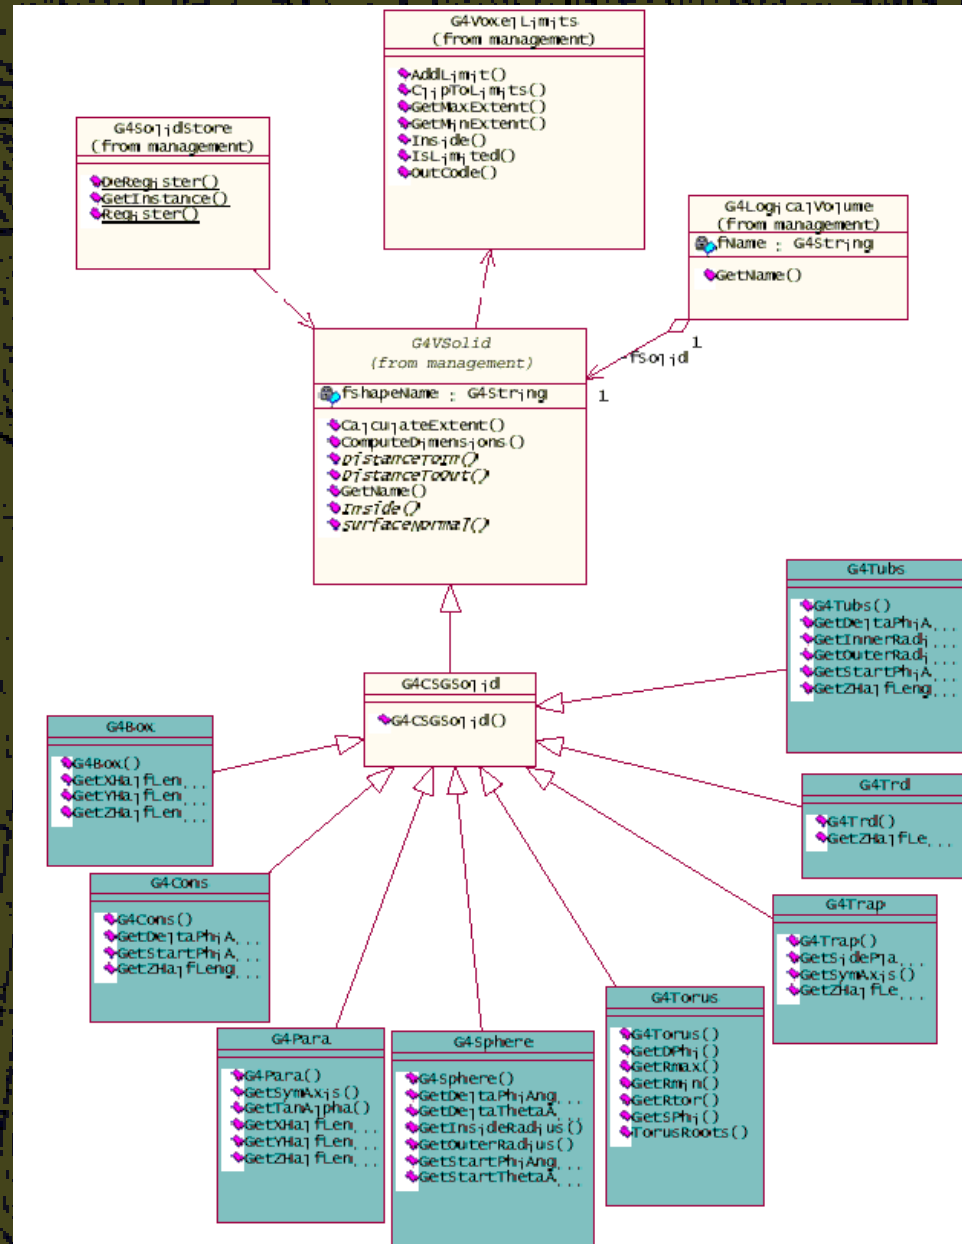 G4VoxelLimits
(from management)
AddLimit()
ClipToLimits()
GetMaxExtent()
GetMinExtent()
Inside()
IsLimited()
OutCode()
G4SolidStore
(from management)
DeRegister()
GetInstance()
Register()
G4LogicalVolume
(from management)
fName : G4String
GetName()
1
-fSolid
1
G4VSolid
(from management)
fshapeName : G4String
CalculateExtent()
ComputeDimensions()
DistanceToIn()
DistanceToOut()
GetName()
Inside()
SurfaceNormal()
G4Tubs
G4Tubs()
GetDeltaPhiA...
GetInnerRadi...
GetOuterRadi...
GetStartPhiA...
GetZHalfLeng...
G4CSGSolid
G4CSGSolid()
G4Box
G4Box()
GetXHalfLen...
GetYHalfLen...
GetZHalfLen...
G4Trd
G4Trd()
GetZHalfLe...
G4Cons
G4Cons()
GetDeltaPhiA...
GetStartPhiA...
GetZHalfLeng...
G4Trap
G4Trap()
GetSidePla...
GetSymAxis()
GetZHalfLe...
G4Torus
G4Torus()
GetDPhi()
GetRmax()
GetRmin()
GetRtor()
GetSPhi()
TorusRoots()
G4Para
G4Para()
GetSymAxis()
GetTanAlpha()
GetXHalfLen...
GetYHalfLen...
GetZHalfLen...
G4Sphere
G4Sphere()
GetDeltaPhiAng...
GetDeltaThetaA...
GetInsideRadius()
GetOuterRadius()
GetStartPhiAng...
GetStartThetaA...